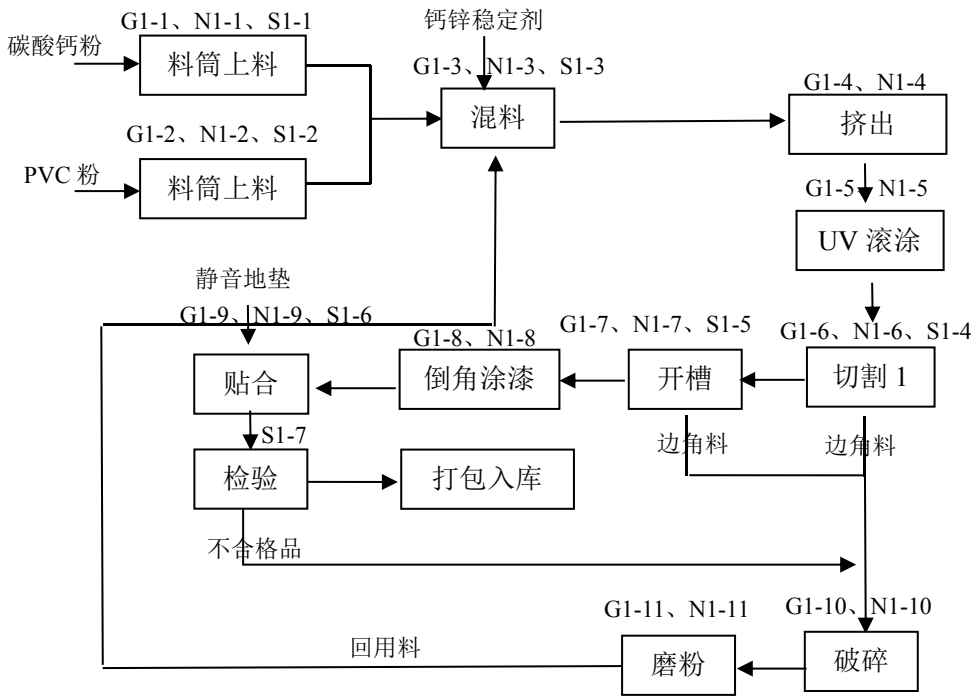 G1-1、N1-1、S1-1
钙锌稳定剂
碳酸钙粉
料筒上料
G1-3、N1-3、S1-3
混料
G1-4、N1-4
挤出
G1-2、N1-2、S1-2
PVC 粉
料筒上料
G1-5、N1-5
UV 滚涂
静音地垫
G1-9、N1-9、S1-6
G1-8、N1-8
G1-7、N1-7、S1-5
G1-6、N1-6、S1-4
贴合
倒角涂漆
开槽
切割 1
S1-7
边角料
边角料
检验
打包入库
不合格品
G1-11、N1-11
G1-10、N1-10
回用料
磨粉
破碎